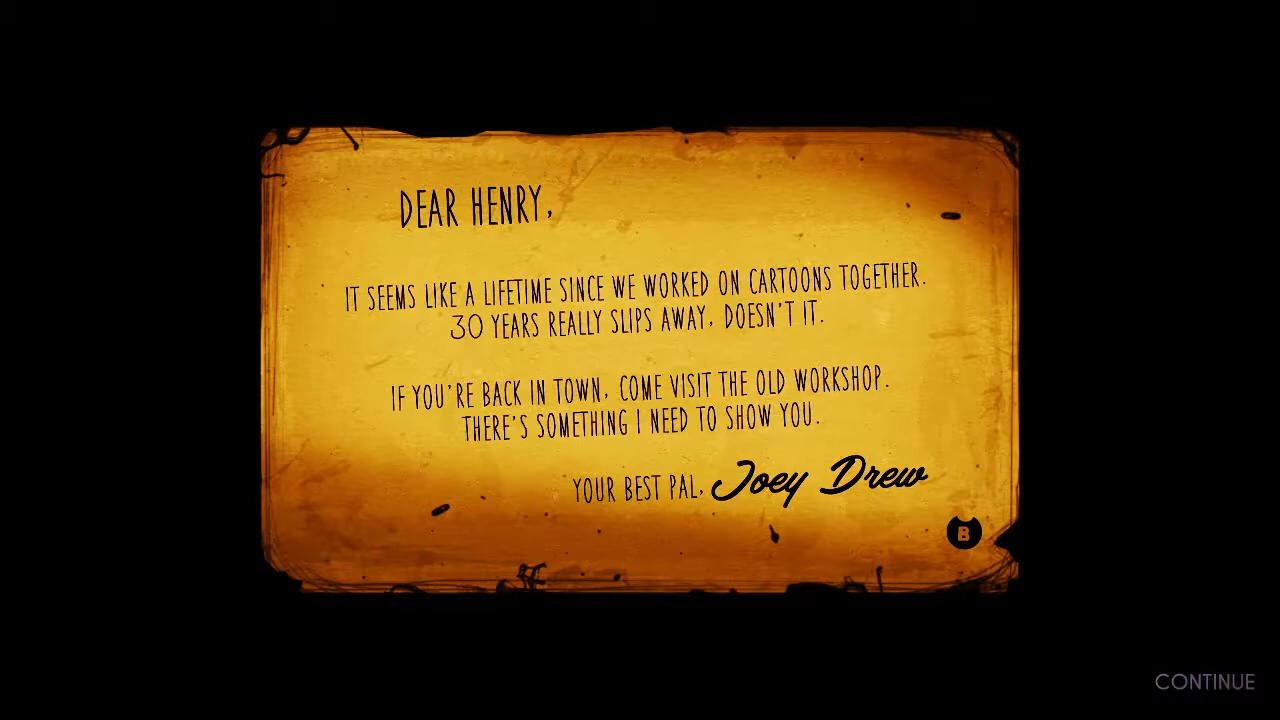 DEAR HENRY,
IT SEEMS LIKE A LIFETIME SINCE WE WORKED ON CARTOONS TOGETHER.
30 YEARS REALLY SLIPS AWAY, DOESN'T IT.
IF YOU'RE BACK IN TOWN, COME VISIT THE OLD WORKSHOP.
THERE'S SOMETHING I NEED TO SHOW YOU.
YOUR BEST PAL, Joey Drew
B
CONTINUE